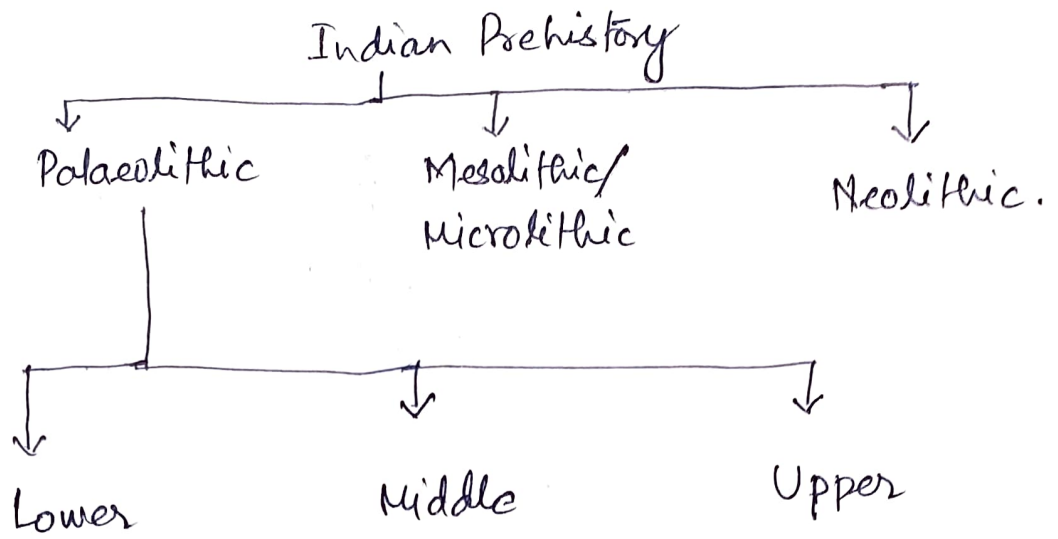 Indian Prehistory
Palaeolithic
Mesolithic/
Microlithic
Neolithic.
Lower
Middle
Upper